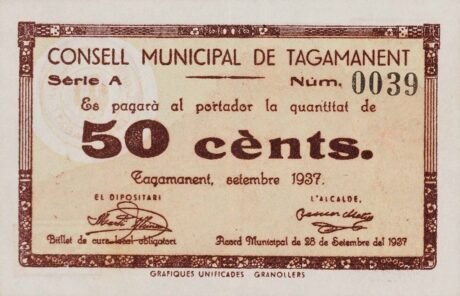 CONSELL MUNICIPAL DE TAGAMANENT
Sèrie A Núm. 0039
Es pagarà al portador la quantitat de
50 cènts.
Tagamanent, setembre 1937.
EL DIPOSITARI L'ALCALDE,
Bitllet de curs local obligatori Acord Municipal de 28 de Setembre del 1937
GRAFIQUES UNIFICADES GRANOLLERS